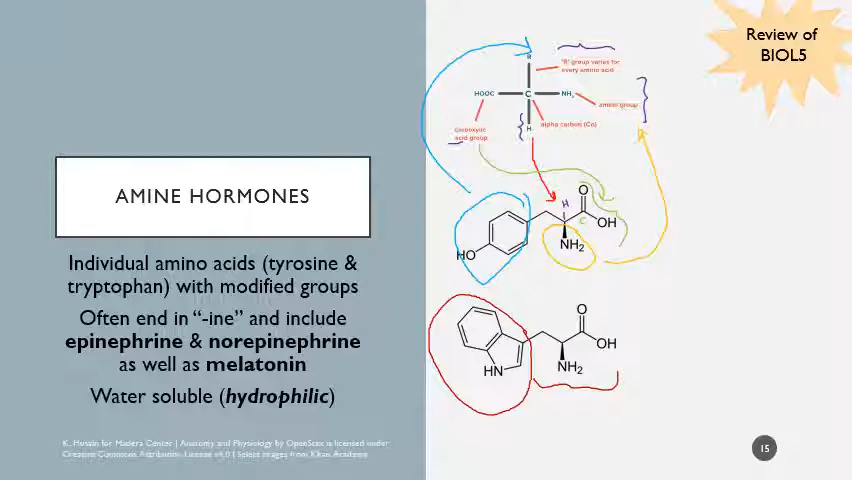 Review of
BIOL5
AMINE HORMONES
Individual amino acids (tyrosine &
tryptophan) with modified groups
Often end in “-ine” and include
epinephrine & norepinephrine
as well as melatonin
Water soluble (hydrophilic)
K. Husain for Madera Center | Anatomy and Physiology by OpenStax is licensed under
Creative Commons Attribution License v4.0 | Select images from Khan Academy
R
"R" group varies for
every amino acid
HOOC
C
NH₂
amino group
carboxylic
acid group
H
alpha carbon (Cα)
H
O
C
OH
HO
NH₂
O
OH
HN
NH₂
15